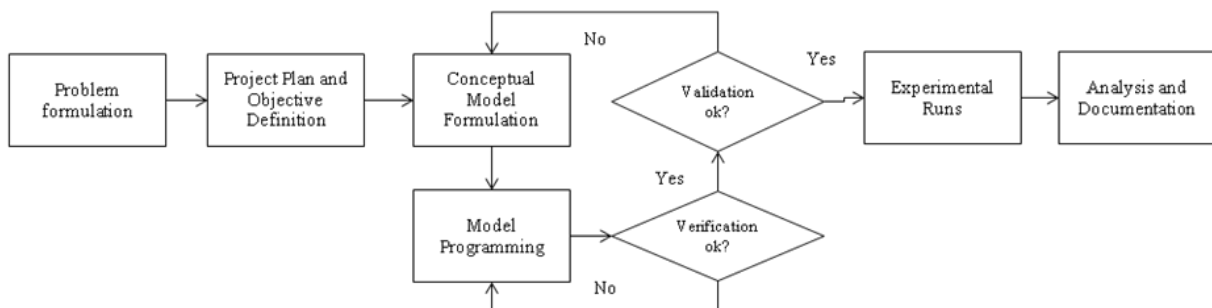 Problem
formulation
Project Plan and
Objective
Definition
Conceptual
Model
Formulation
No
Validation
ok?
Yes
Experimental
Runs
Analysis and
Documentation
Model
Programming
Yes
Verification
ok?
No